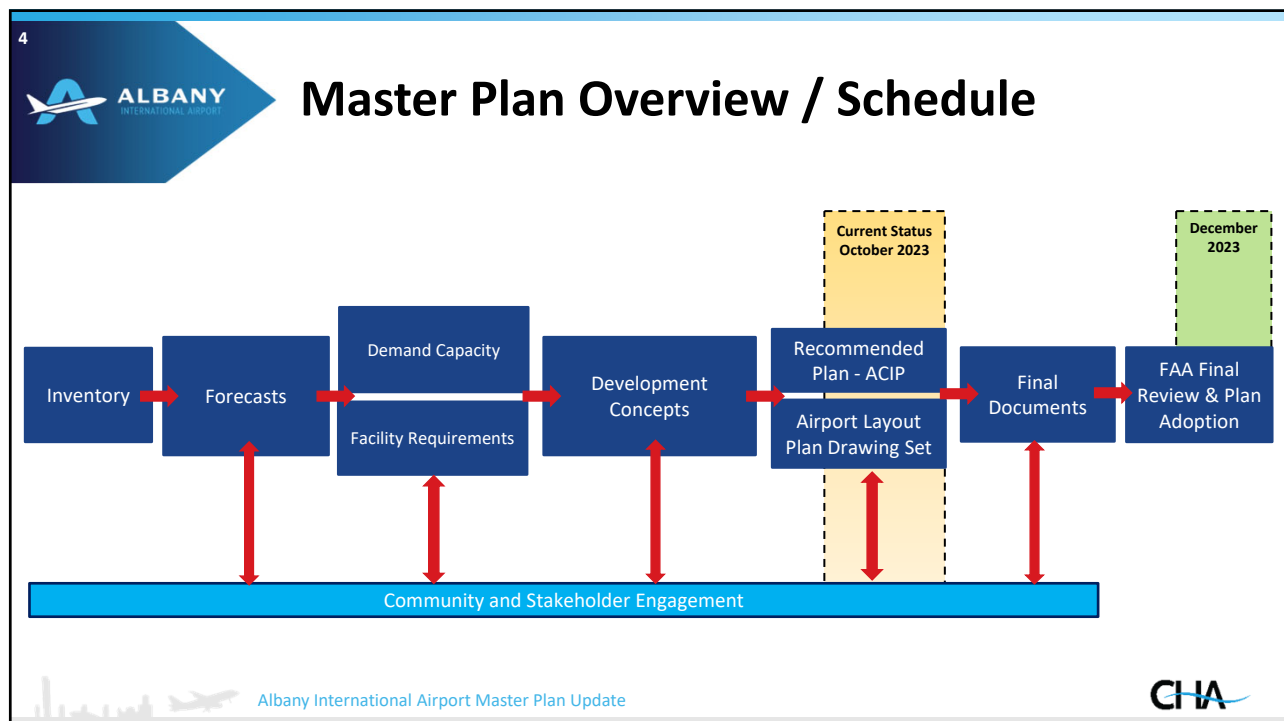 4
ALBANY
INTERNATIONAL AIRPORT
Master Plan Overview / Schedule
Current Status
October 2023
December
2023
Inventory
Forecasts
Demand Capacity
Facility Requirements
Development
Concepts
Recommended
Plan - ACIP
Airport Layout
Plan Drawing Set
Final
Documents
FAA Final
Review & Plan
Adoption
Community and Stakeholder Engagement
Albany International Airport Master Plan Update
CHA